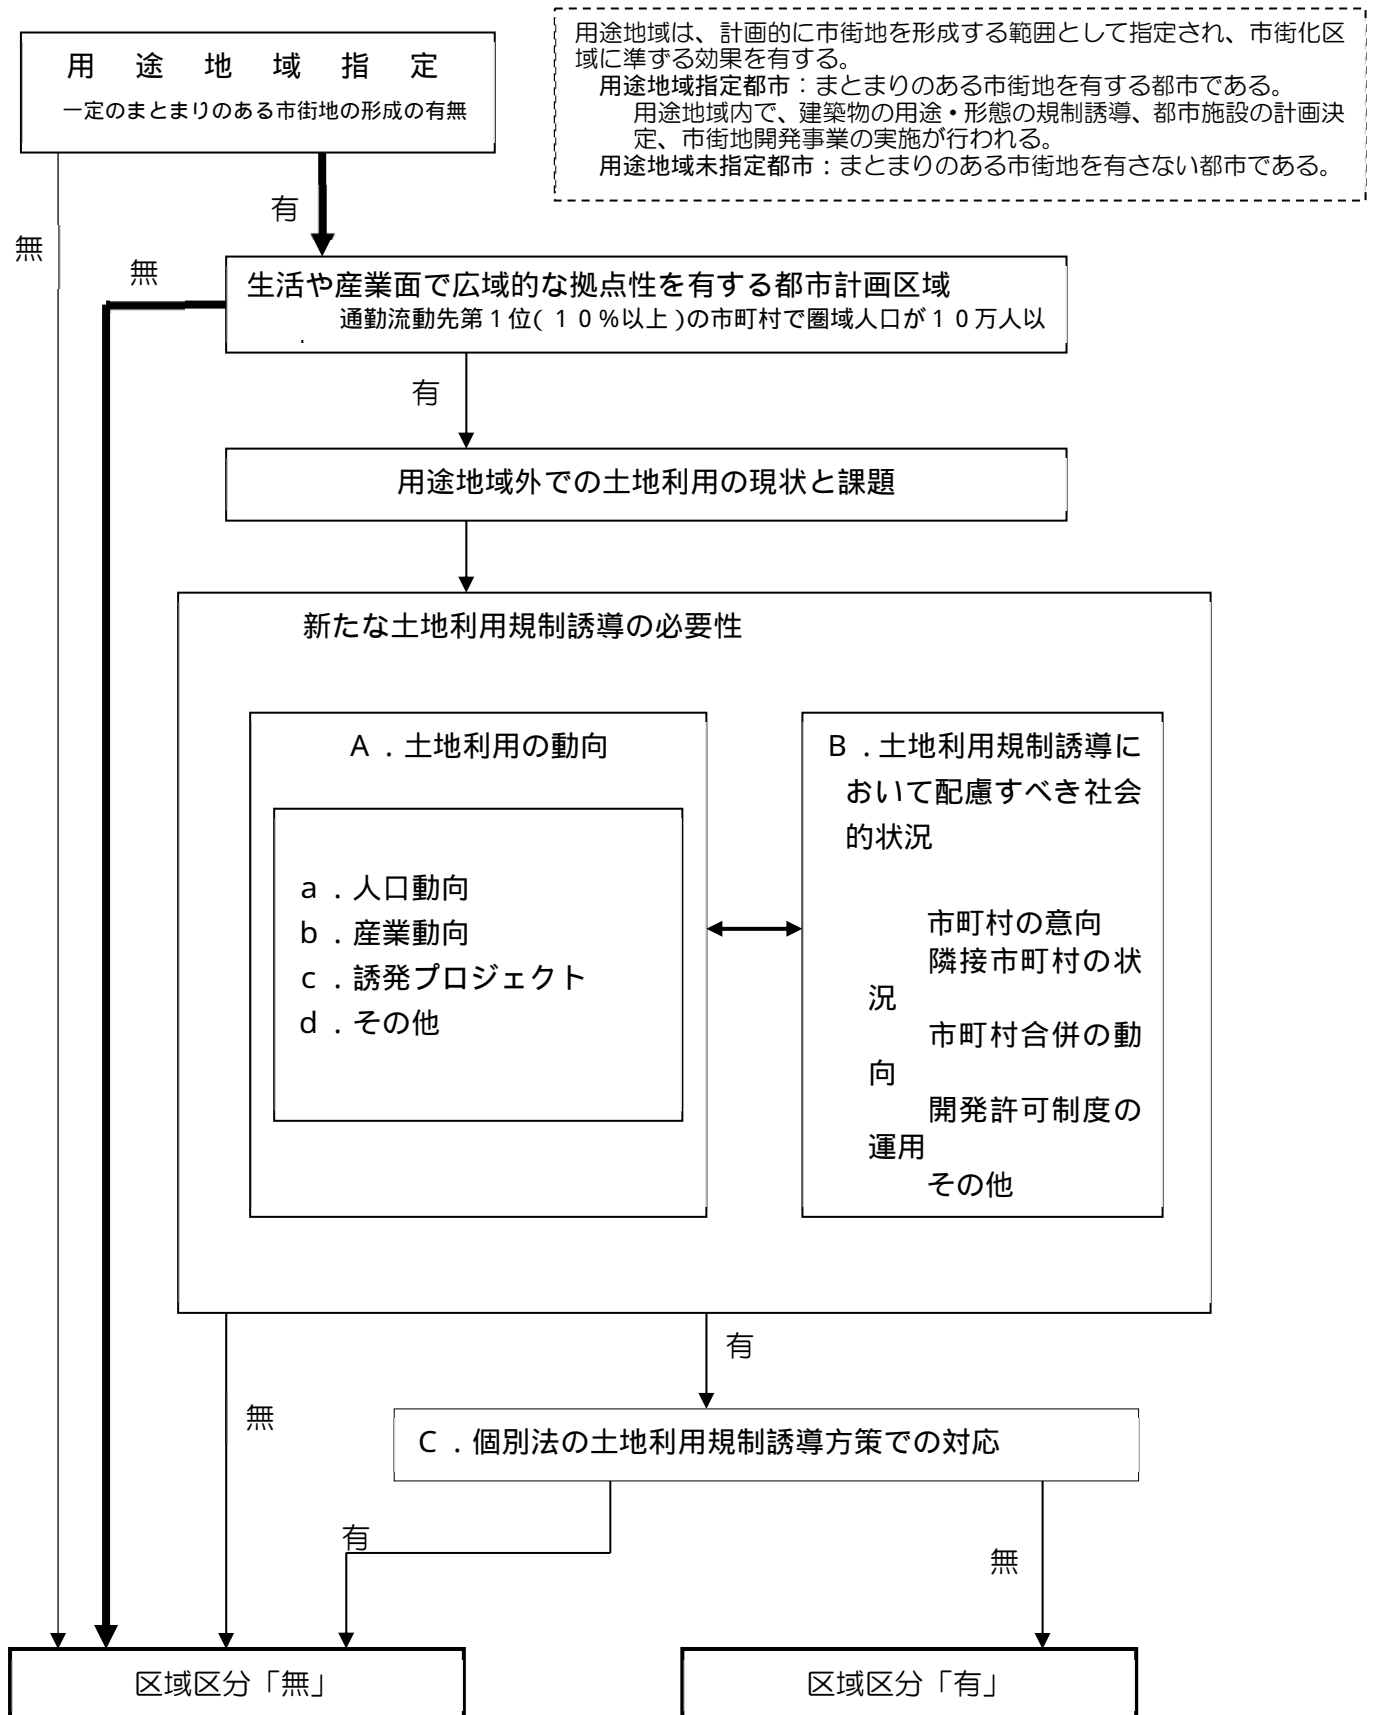 用途地域指定
一定のまとまりのある市街地の形成の有無
用途地域は、計画的に市街地を形成する範囲として指定され、市街化区
域に準ずる効果を有する。
用途地域指定都市：まとまりのある市街地を有する都市である。
用途地域内で、建築物の用途・形態の規制誘導、都市施設の計画決
定、市街地開発事業の実施が行われる。
用途地域未指定都市：まとまりのある市街地を有さない都市である。
有
無
無
生活や産業面で広域的な拠点性を有する都市計画区域
通勤流動先第１位(１０%以上)の市町村で圏域人口が１０万人以
有
用途地域外での土地利用の現状と課題
新たな土地利用規制誘導の必要性
A．土地利用の動向
a．人口動向
b．産業動向
c．誘発プロジェクト
d．その他
B．土地利用規制誘導に
おいて配慮すべき社会
的状況
市町村の意向
隣接市町村の状
況
市町村合併の動
向
開発許可制度の
運用
その他
有
無
C．個別法の土地利用規制誘導方策での対応
有
無
区域区分「無」
区域区分「有」